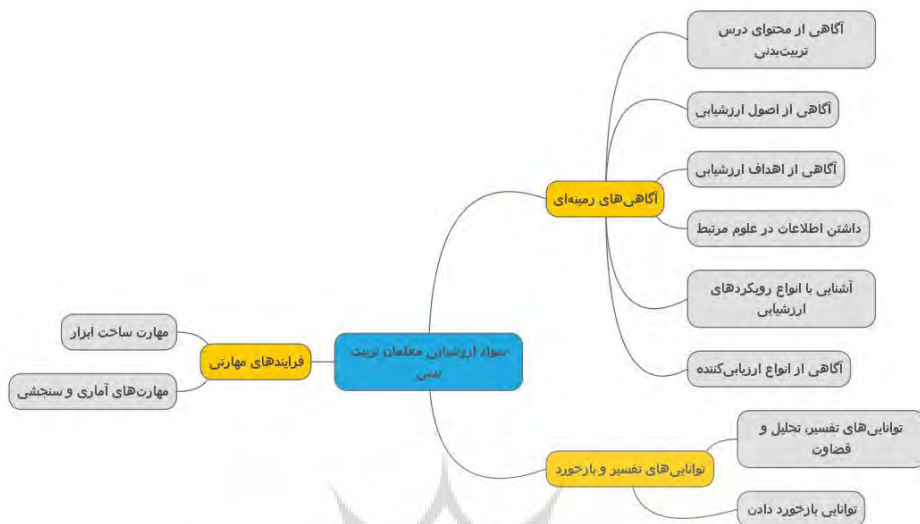 آگاهی از محتوای درس
تربیت‌بدنی
آگاهی از اصول ارزشیابی
آگاهی از اهداف ارزشیابی
آگاهی‌های زمینه‌ای
داشتن اطلاعات در علوم مرتبط
آشنایی با انواع رویکردهای
ارزشیابی
آگاهی از انواع ارزیابی‌کننده
سواد ارزشیابی معلمان تربیت
بدنی
فرایندهای مهارتی
مهارت ساخت ابزار
مهارت‌های آماری و سنجشی
توانایی‌های تفسیر و بازخورد
توانایی‌های تفسیر، تحلیل و
قضاوت
توانایی بازخورد دادن